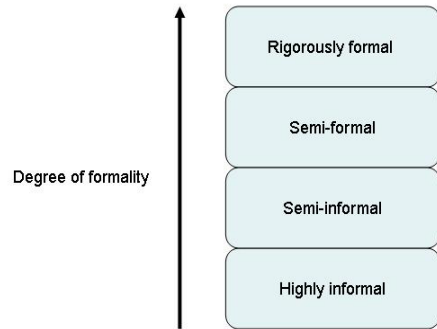 Rigorously formal
Semi-formal
Degree of formality
Semi-informal
Highly informal